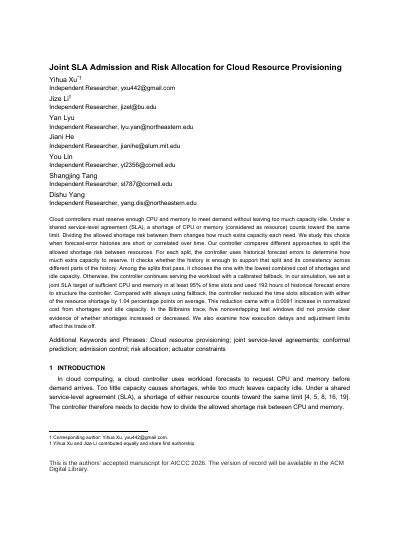 Joint SLA Admission and Risk Allocation for Cloud Resource Provisioning
Yihua Xu*†
Independent Researcher, yxu442@gmail.com
Jize Li†
Independent Researcher, jizel@bu.edu
Yan Lyu
Independent Researcher, lyu.yan@northeastern.edu
Jiani He
Independent Researcher, jianihe@alum.mit.edu
You Lin
Independent Researcher, yl2356@cornell.edu
Shangjing Tang
Independent Researcher, st787@cornell.edu
Dishu Yang
Independent Researcher, yang.dis@northeastern.edu
Cloud controllers must reserve enough CPU and memory to meet demand without leaving too much capacity idle. Under a
shared service-level agreement (SLA), a shortage of CPU or memory (considered as resource) counts towards the same
limit. Dividing the allowed shortage risk between them changes how much extra capacity each need. We study this choice
when forecast-error histories are short or correlated over time. Our controller compares different approaches to split the
allowed shortage risk between resources. For each split, the controller uses historical forecast errors to determine how
much extra capacity to reserve. It checks whether the history is enough to support that split and its consistency across
different parts of the history. Among the splits that pass, it chooses the one with the lowest combined cost of shortages and
idle capacity. Otherwise, the controller continues serving the workload with a calibrated fallback. In our simulation, we set a
joint SLA target of sufficient CPU and memory in at least 95% of time slots and used 192 hours of historical forecast errors
to structure the controller. Compared with always using fallback, the controller reduced the time slots allocation with either
of the resource shortage by 1.04 percentage points on average. This reduction came with a 0.0091 increase in normalized
cost from shortages and idle capacity. In the Bitbrains trace, five nonoverlapping test windows did not provide clear
evidence of whether shortages increased or decreased. We also examine how execution delays and adjustment limits
affect this trade off.
Additional Keywords and Phrases: Cloud resource provisioning; joint service-level agreements; conformal
prediction; admission control; risk allocation; actuator constraints
1 INTRODUCTION
In cloud computing, a cloud controller uses workload forecasts to request CPU and memory before
demand arrives. Too little capacity causes shortages, while too much leaves capacity idle. Under a shared
service-level agreement (SLA), a shortage of either resource counts toward the same limit [4, 5, 8, 16, 19].
The controller therefore needs to decide how to divide the allowed shortage risk between CPU and memory.
* Corresponding author: Yihua Xu, yxu442@gmail.com.
† Yihua Xu and Jize Li contributed equally and share first authorship.
This is the authors' accepted manuscript for AICCC 2026. The version of record will be available in the ACM
Digital Library.